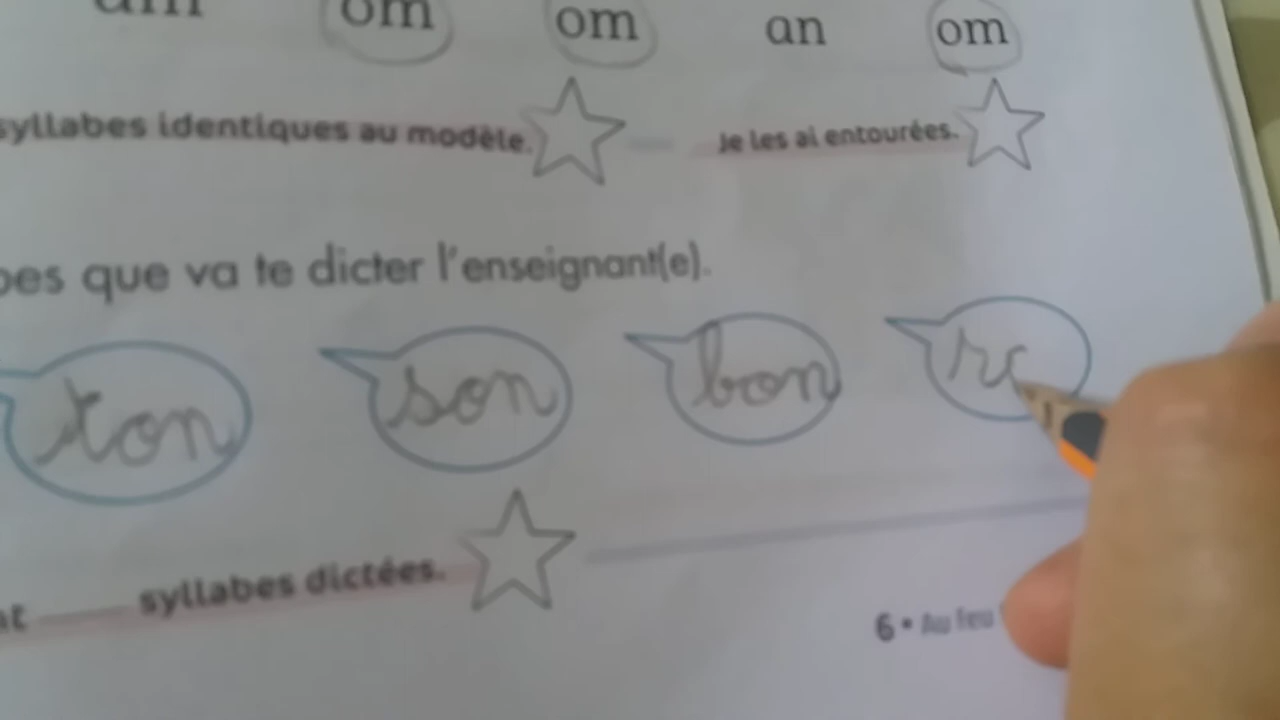 om om an om
syllabes identiques au modèle. Je les ai entourées.
que va te dicter l'enseignant(e).
ton son bon
syllabes dictées.
6 • Au feu